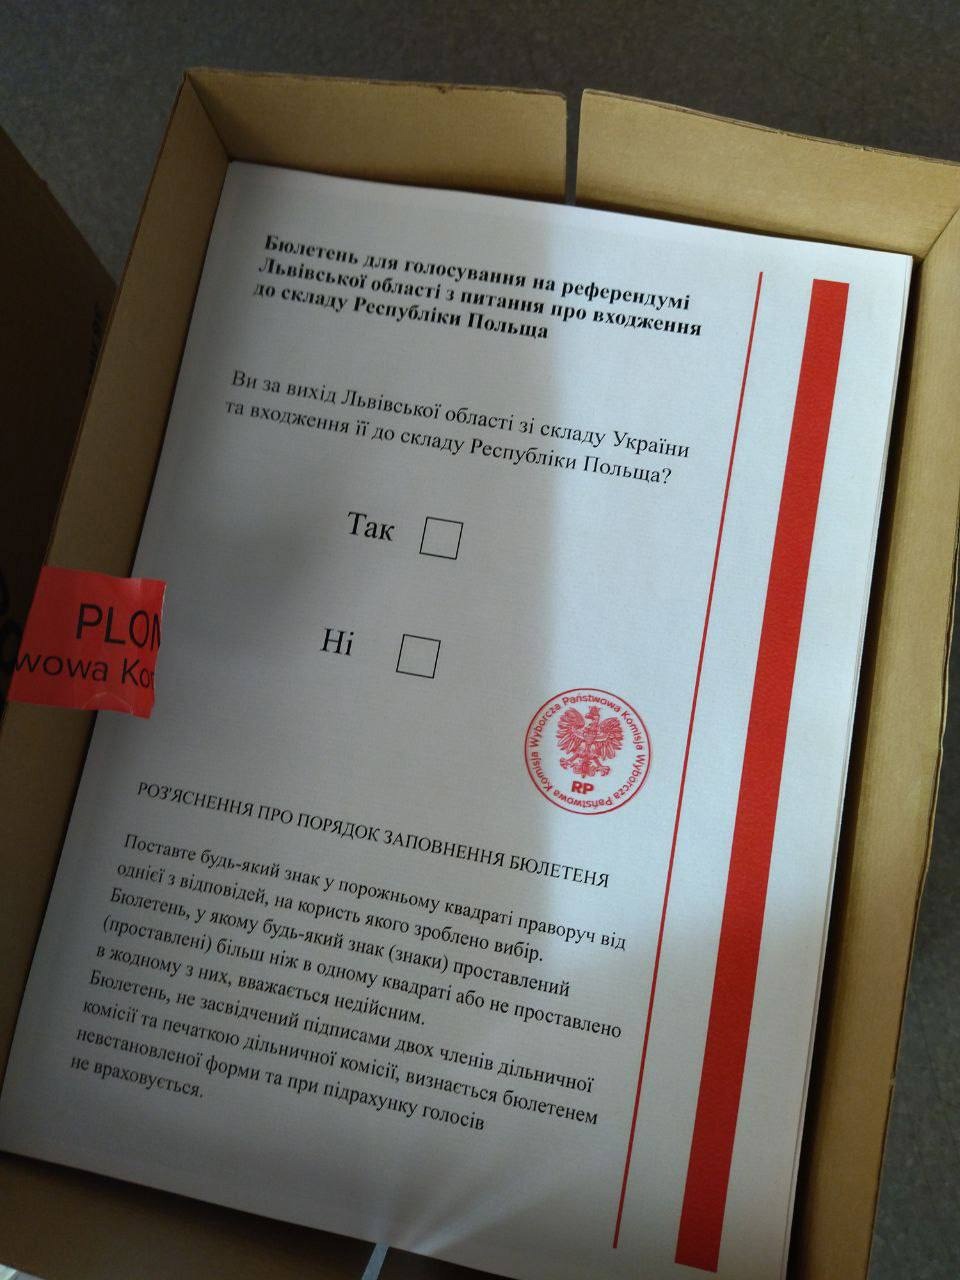 Бюлетень для голосування на референдумі
Львівської області з питання про входження
до складу Республіки Польща
Ви за вихід Львівської області зі складу України
та входження її до складу Республіки Польща?
Так
Ні
PLOM
wowa Kom
Państwowa Komisja Wyborcza Państwowa Komisja Wyborcza
RP
РОЗ'ЯСНЕННЯ ПРО ПОРЯДОК ЗАПОВНЕННЯ БЮЛЕТЕНЯ
Поставте будь-який знак у порожньому квадраті праворуч від
однієї з відповідей, на користь якого зроблено вибір.
Бюлетень, у якому будь-який знак (знаки) проставлений
(проставлені) більш ніж в одному квадраті або не проставлено
в жодному з них, вважається недійсним.
Бюлетень, не засвідчений підписами двох членів дільничної
комісії та печаткою дільничної комісії, визнається бюлетенем
невстановленої форми та при підрахунку голосів
не враховується.